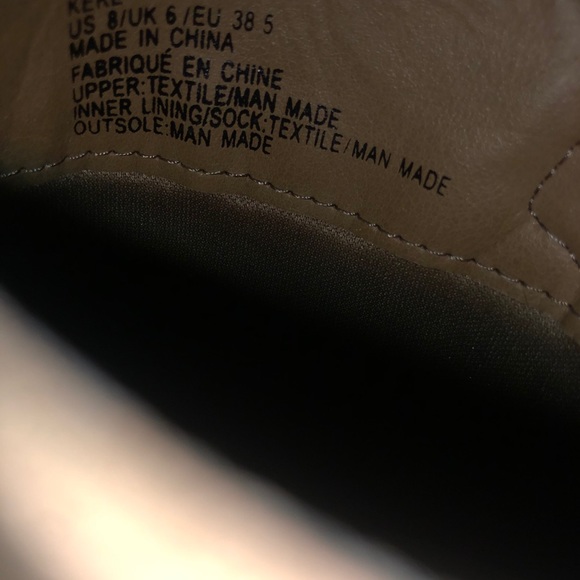 US 8/UK 6/EU 38 5
MADE IN CHINA
FABRIQUÉ EN CHINE
UPPER:TEXTILE/MAN MADE
INNER LINING/SOCK:TEXTILE/MAN MADE
OUTSOLE:MAN MADE